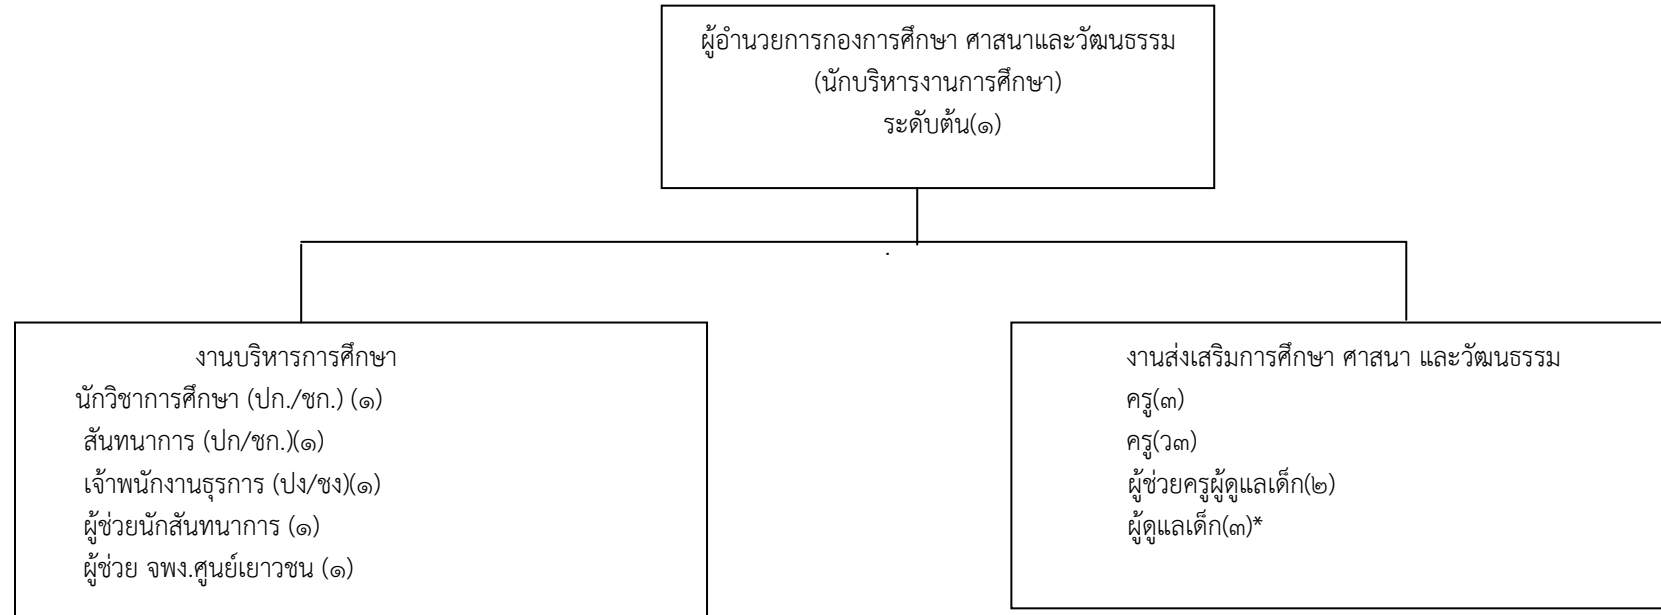 ผู้อำนวยการกองการศึกษา ศาสนาและวัฒนธรรม
(นักบริหารงานการศึกษา)
ระดับต้น(๑)
งานบริหารการศึกษา
นักวิชาการศึกษา (ปก./ชก.) (๑)
สันทนาการ (ปก/ชก.)(๑)
เจ้าพนักงานธุรการ (ปง/ชง)(๑)
ผู้ช่วยนักสันทนาการ (๑)
ผู้ช่วย จพง.ศูนย์เยาวชน (๑)
งานส่งเสริมการศึกษา ศาสนา และวัฒนธรรม
ครู(๓)
ครู(ว๓)
ผู้ช่วยครูผู้ดูแลเด็ก(๒)
ผู้ดูแลเด็ก(๓)*